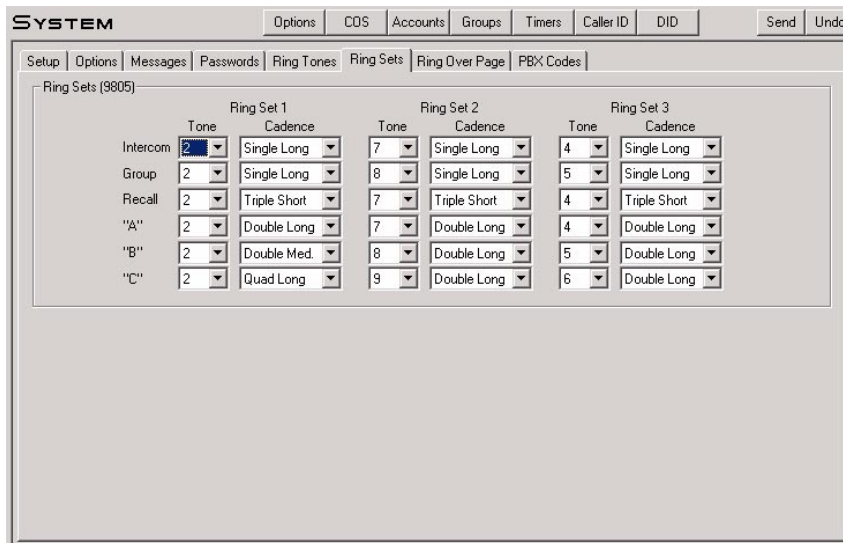 SYSTEM Options COS Accounts Groups Timers Caller ID DID Send Undo
Setup Options Messages Passwords Ring Tones Ring Sets Ring Over Page PBX Codes
Ring Sets (9805)
Ring Set 1 Ring Set 2 Ring Set 3
Tone Cadence Tone Cadence Tone Cadence
Intercom 2 Single Long 7 Single Long 4 Single Long
Group 2 Single Long 8 Single Long 5 Single Long
Recall 2 Triple Short 7 Triple Short 4 Triple Short
"A" 2 Double Long 7 Double Long 4 Double Long
"B" 2 Double Med. 8 Double Long 5 Double Long
"C" 2 Quad Long 9 Double Long 6 Double Long